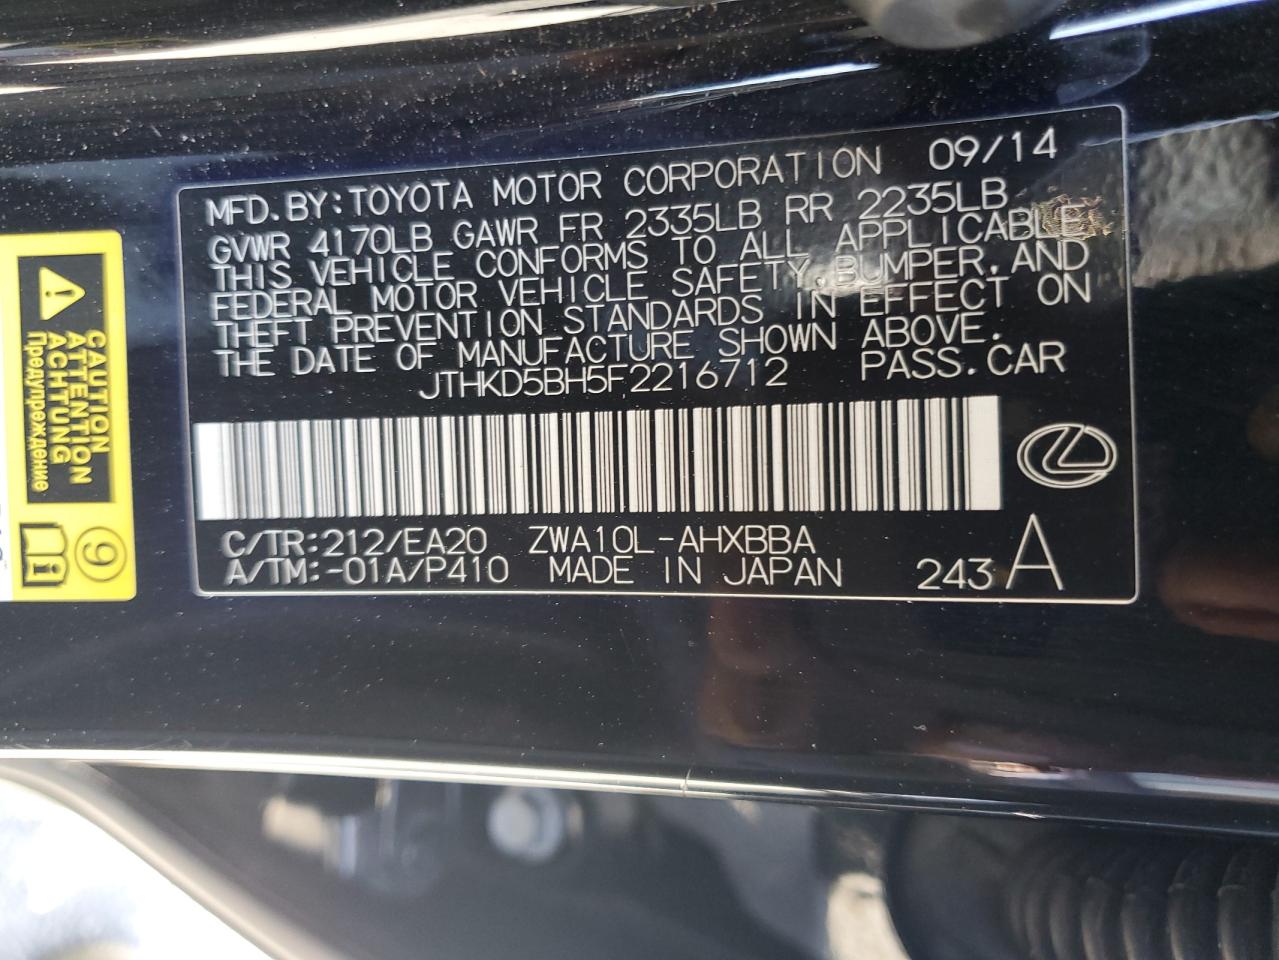 MFD.BY:TOYOTA MOTOR CORPORATION 09/14
GVWR 4170LB GAWR FR 2335LB RR 2235LB
THIS VEHICLE CONFORMS TO ALL APPLICABLE
FEDERAL MOTOR VEHICLE SAFETY,BUMPER,AND
THEFT PREVENTION STANDARDS IN EFFECT ON
THE DATE OF MANUFACTURE SHOWN ABOVE.
JTHKD5BH5F2216712 PASS.CAR
C/TR:212/EA20 ZWA10L-AHXBBA
A/TM:-01A/P410 MADE IN JAPAN 243 A
CAUTION
ATTENTION
ACHTUNG
Предупреждение
9